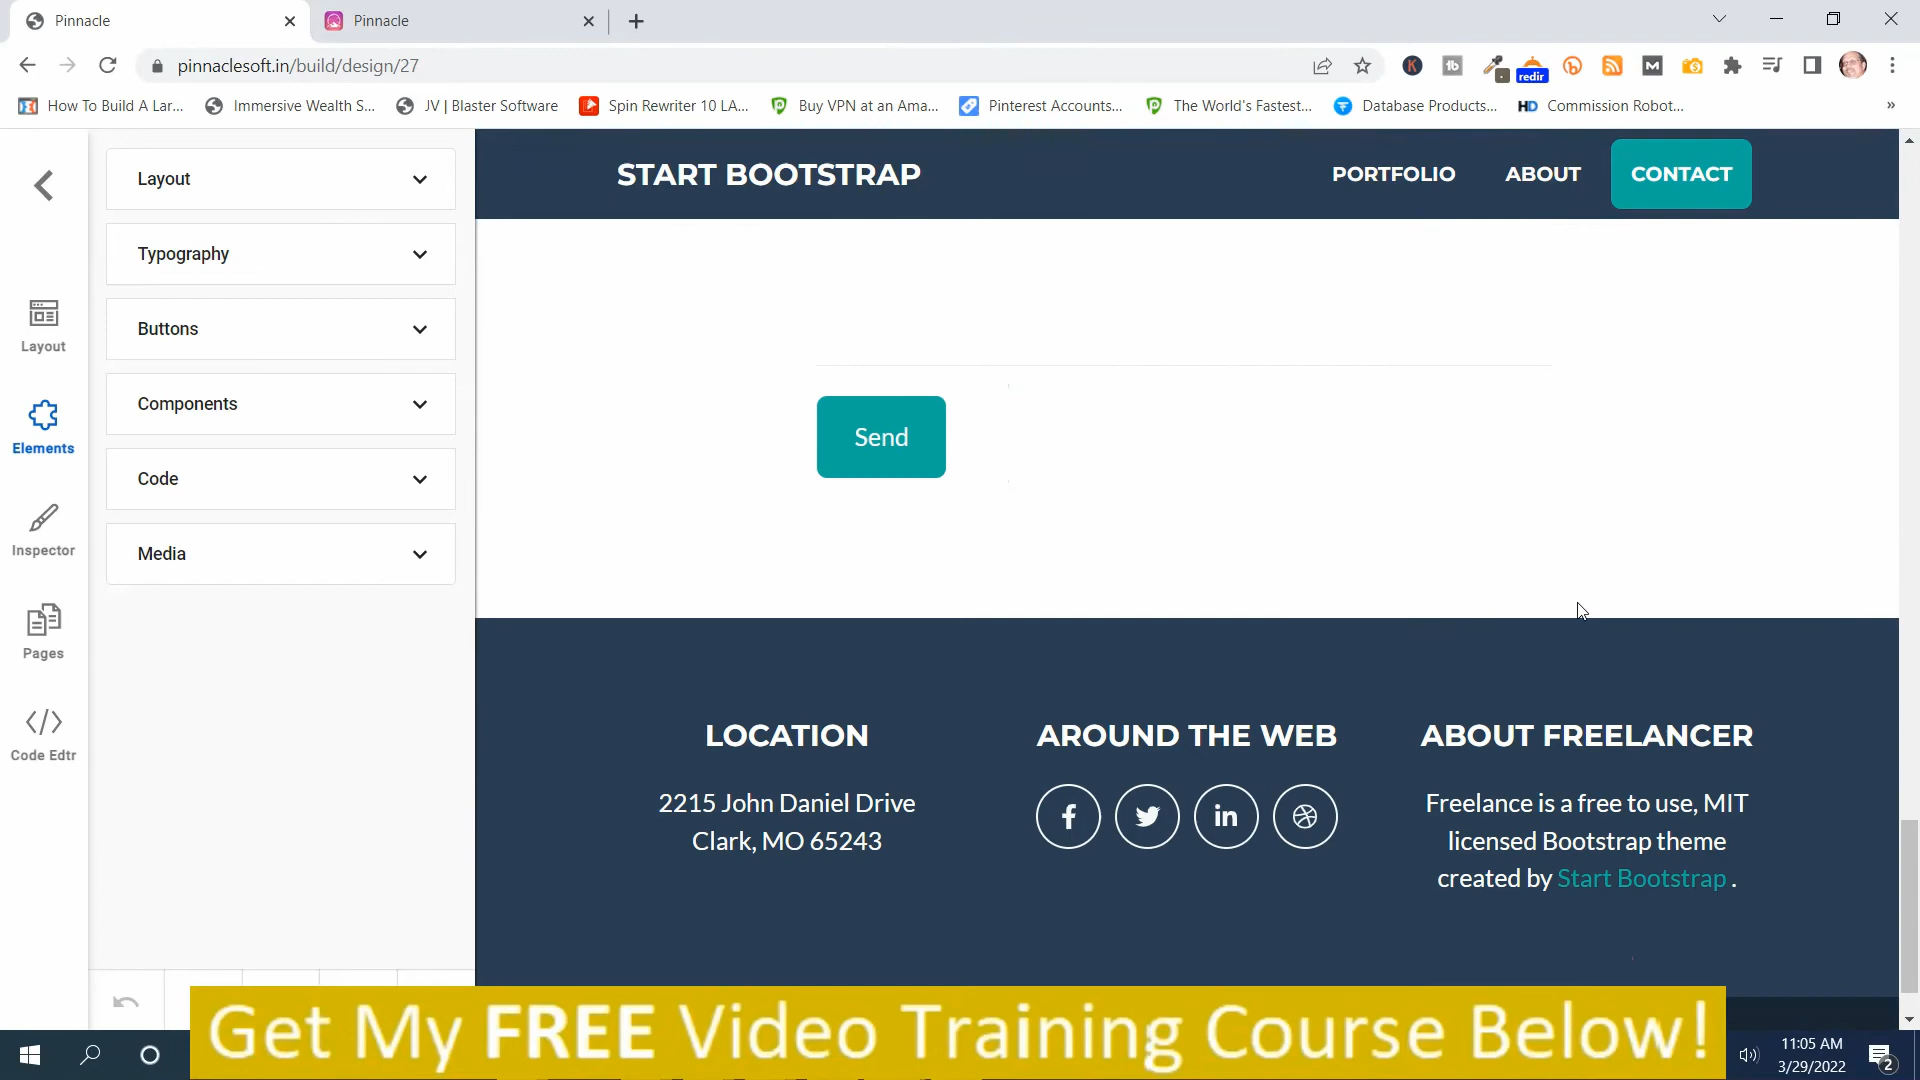 Pinnacle
Pinnacle
pinnaclesoft.in/build/design/27
redir
How To Build A Lar...
Immersive Wealth S...
JV | Blaster Software
Spin Rewriter 10 LA...
Buy VPN at an Ama...
Pinterest Accounts...
The World's Fastest...
Database Products...
HD
Commission Robot...
»
Layout
Typography
Buttons
Components
Code
Media
Layout
Elements
Inspector
Pages
Code Edtr
START BOOTSTRAP
PORTFOLIO
ABOUT
CONTACT
Send
LOCATION
2215 John Daniel Drive
Clark, MO 65243
AROUND THE WEB
ABOUT FREELANCER
Freelance is a free to use, MIT
licensed Bootstrap theme
created by Start Bootstrap .
Get My FREE Video Training Course Below!
11:05 AM
3/29/2022
2